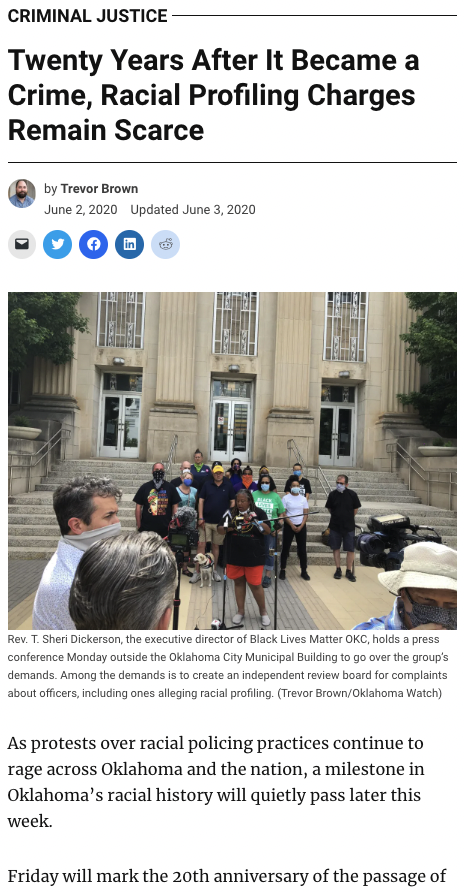 CRIMINAL JUSTICE
Twenty Years After It Became a
Crime, Racial Profiling Charges
Remain Scarce
by Trevor Brown
June 2, 2020 Updated June 3, 2020
Rev. T. Sheri Dickerson, the executive director of Black Lives Matter OKC, holds a press
conference Monday outside the Oklahoma City Municipal Building to go over the group's
demands. Among the demands is to create an independent review board for complaints
about officers, including ones alleging racial profiling. (Trevor Brown/Oklahoma Watch)
As protests over racial policing practices continue to
rage across Oklahoma and the nation, a milestone in
Oklahoma's racial history will quietly pass later this
week.
Friday will mark the 20th anniversary of the passage of